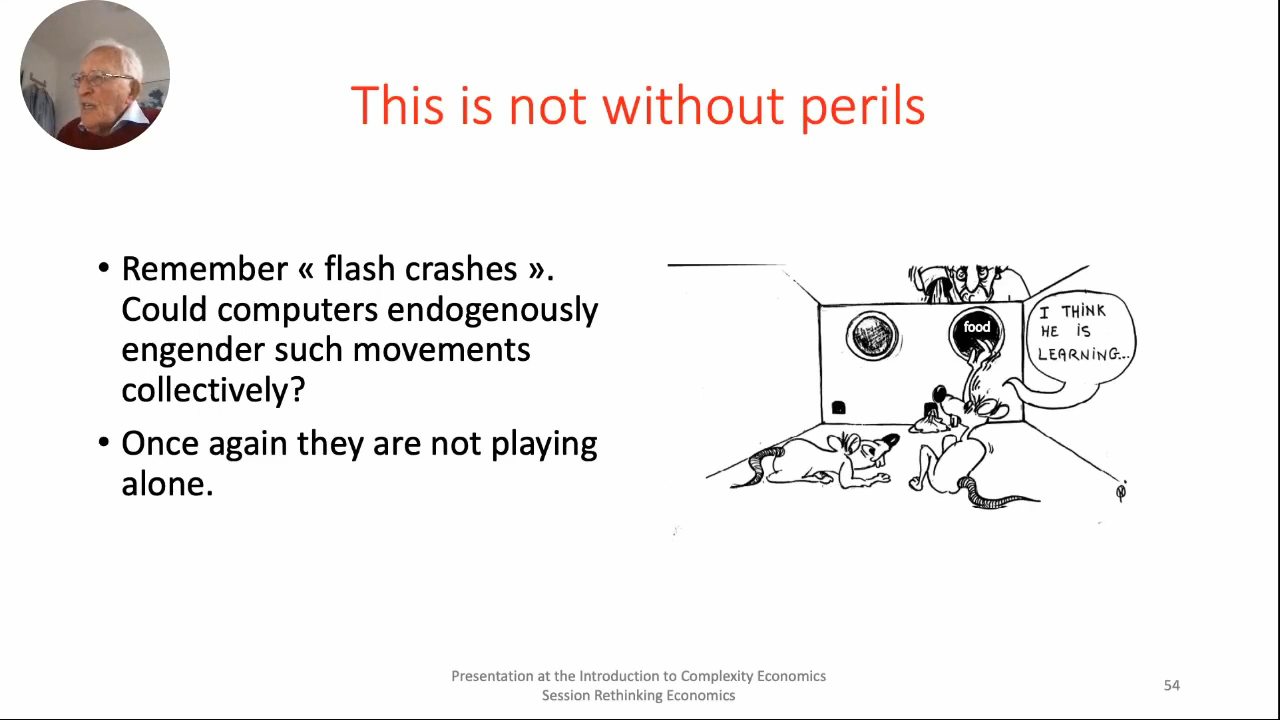 This is not without perils
• Remember « flash crashes ».
Could computers endogenously
engender such movements
collectively?
• Once again they are not playing
alone.
food
I THINK
HE IS
LEARNING...
Presentation at the Introduction to Complexity Economics
Session Rethinking Economics
54